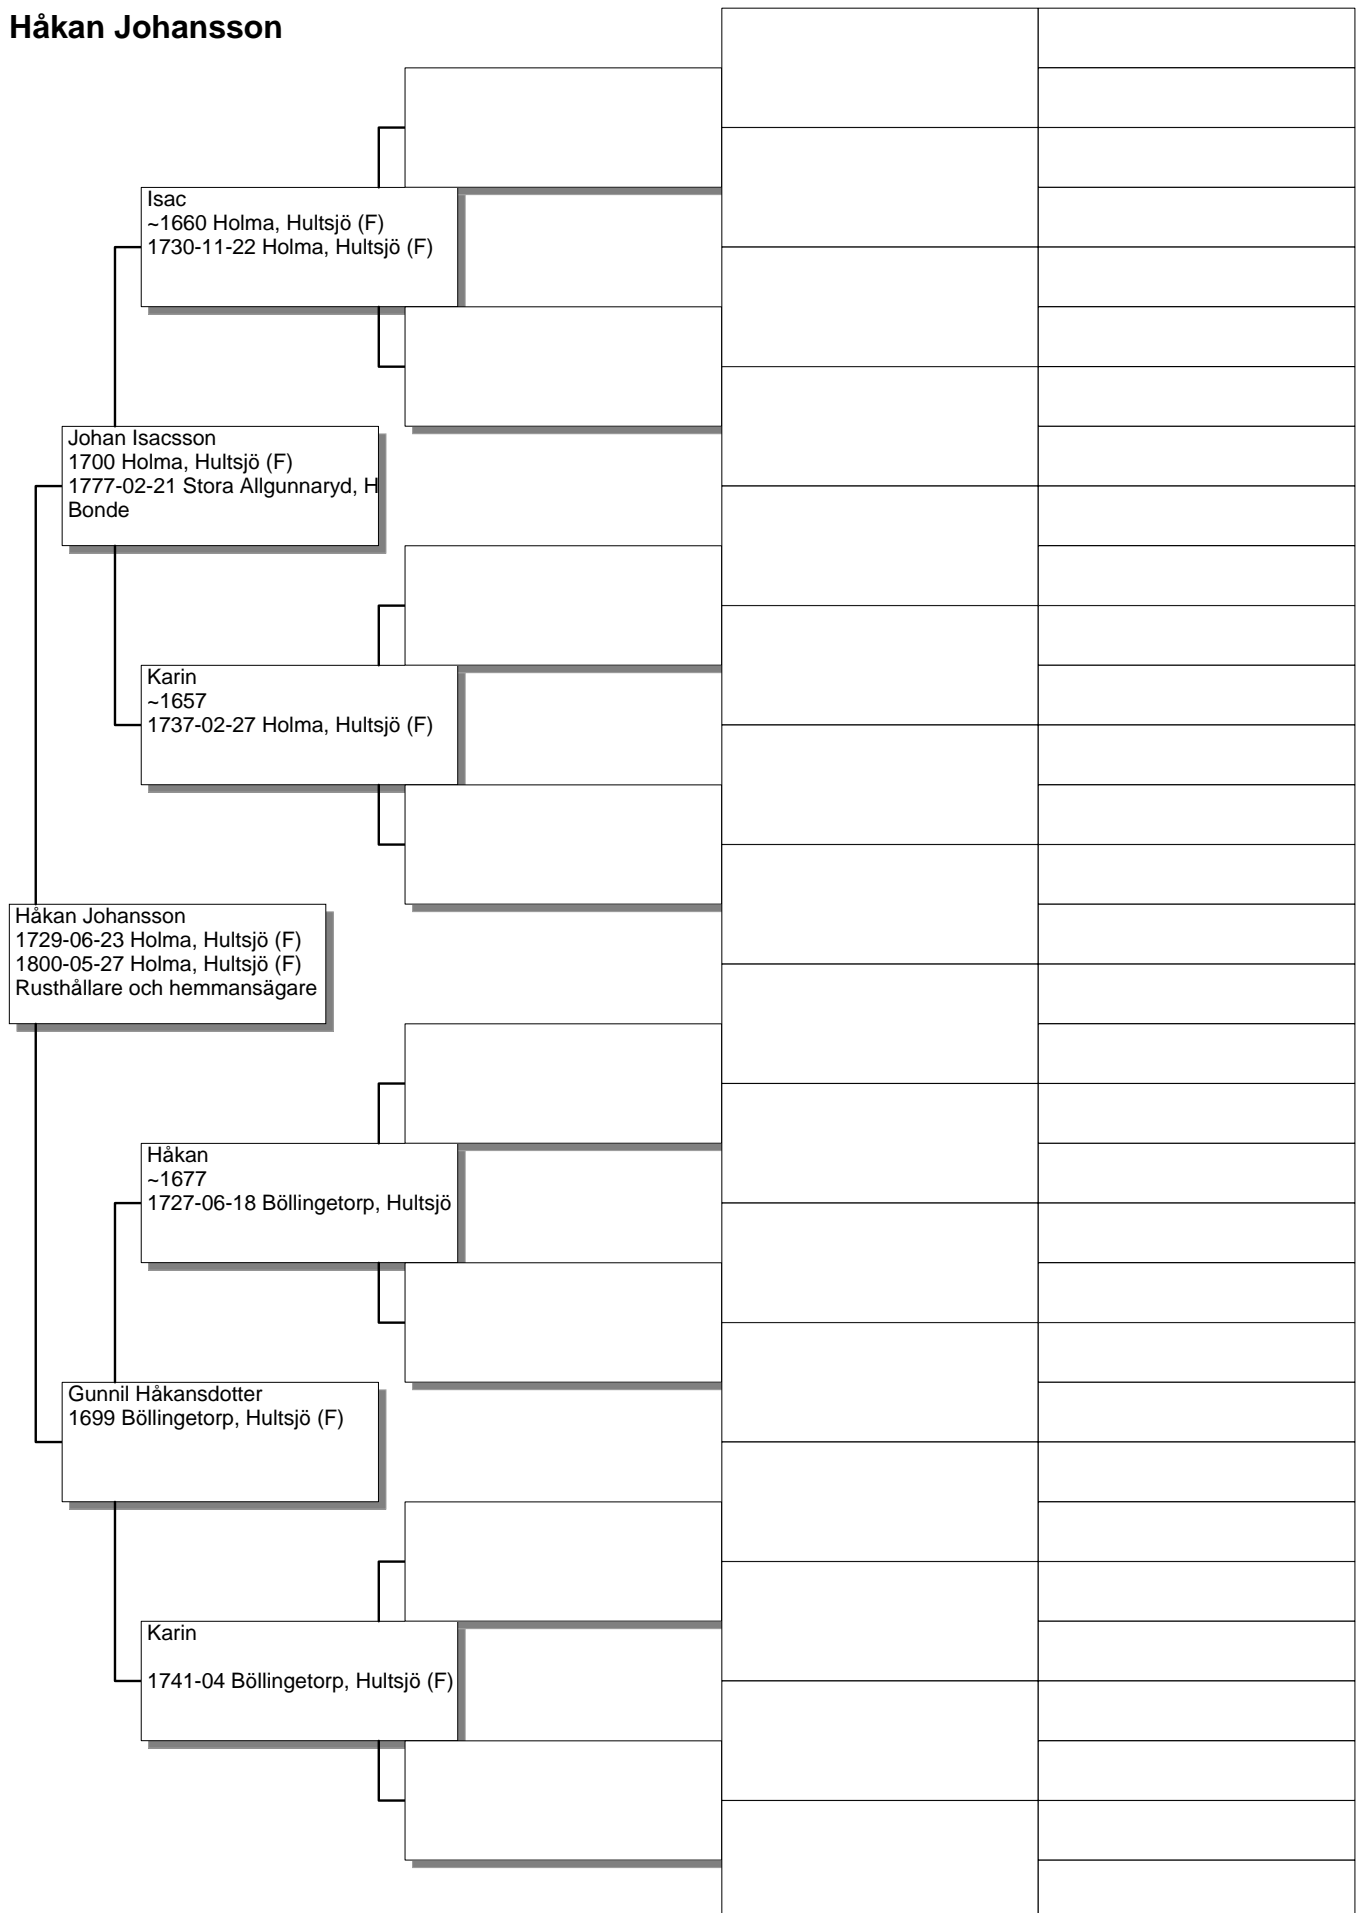 Håkan Johansson
Isac
~1660 Holma, Hultsjö (F)
1730-11-22 Holma, Hultsjö (F)
Johan Isacsson
1700 Holma, Hultsjö (F)
1777-02-21 Stora Allgunnaryd, H
Bonde
Karin
~1657
1737-02-27 Holma, Hultsjö (F)
Håkan Johansson
1729-06-23 Holma, Hultsjö (F)
1800-05-27 Holma, Hultsjö (F)
Rusthållare och hemmansägare
Håkan
~1677
1727-06-18 Böllingetorp, Hultsjö
Gunnil Håkansdotter
1699 Böllingetorp, Hultsjö (F)
Karin
1741-04 Böllingetorp, Hultsjö (F)